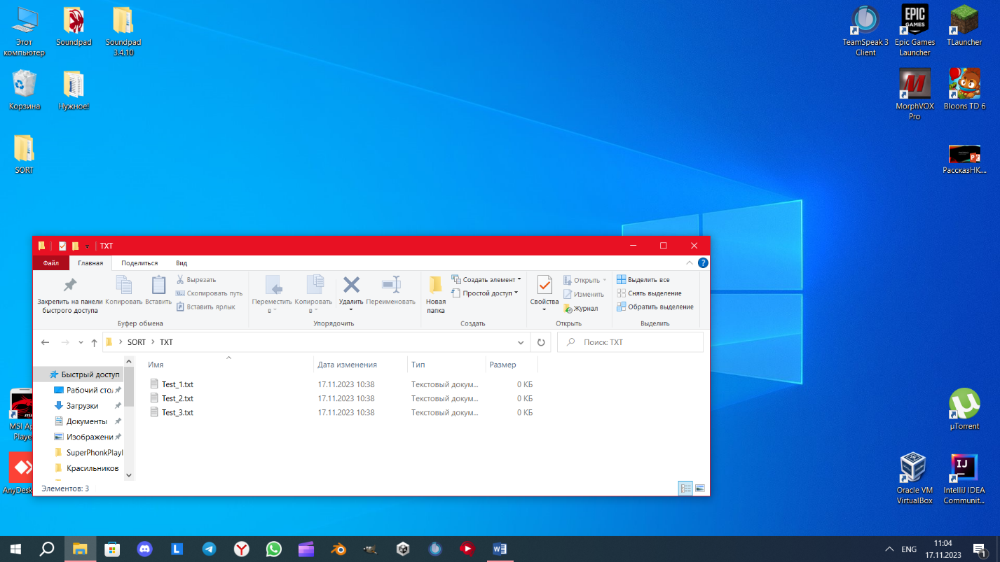 Этот
компьютер
Soundpad
Soundpad
3.4.10
TeamSpeak 3
Client
EPIC
GAMES
Epic Games
Launcher
TLauncher
Корзина
Нужное!
MorphVOX
Pro
Bloons TD 6
SORT
РассказНК....
TXT
Файл
Главная
Поделиться
Вид
Закрепить на панели
быстрого доступа
Копировать
Вставить
Вырезать
Скопировать путь
Вставить ярлык
Буфер обмена
Переместить
в
Копировать
в
Удалить
Переименовать
Упорядочить
Новая
папка
Создать элемент
Простой доступ
Создать
Свойства
Открыть
Изменить
Журнал
Открыть
Выделить все
Снять выделение
Обратить выделение
Выделить
SORT
TXT
Поиск: TXT
Имя
Дата изменения
Тип
Размер
Test_1.txt
17.11.2023 10:38
Текстовый докум...
0 КБ
Test_2.txt
17.11.2023 10:38
Текстовый докум...
0 КБ
Test_3.txt
17.11.2023 10:38
Текстовый докум...
0 КБ
Быстрый доступ
Рабочий сто.
Загрузки
Документы
Изображени
SuperPhonkPlayl
Красильников
Элементов: 3
MSI Ap
Playe
AnyDesk
µTorrent
Oracle VM
VirtualBox
IJ
IntelliJ IDEA
Communit...
ENG
11:04
17.11.2023
1